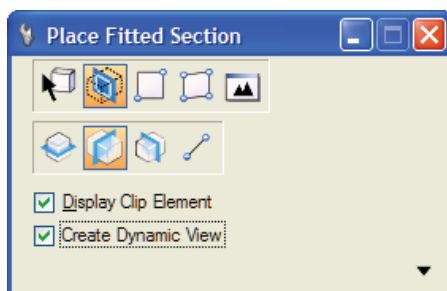 Place Fitted Section
Display Clip Element
Create Dynamic View